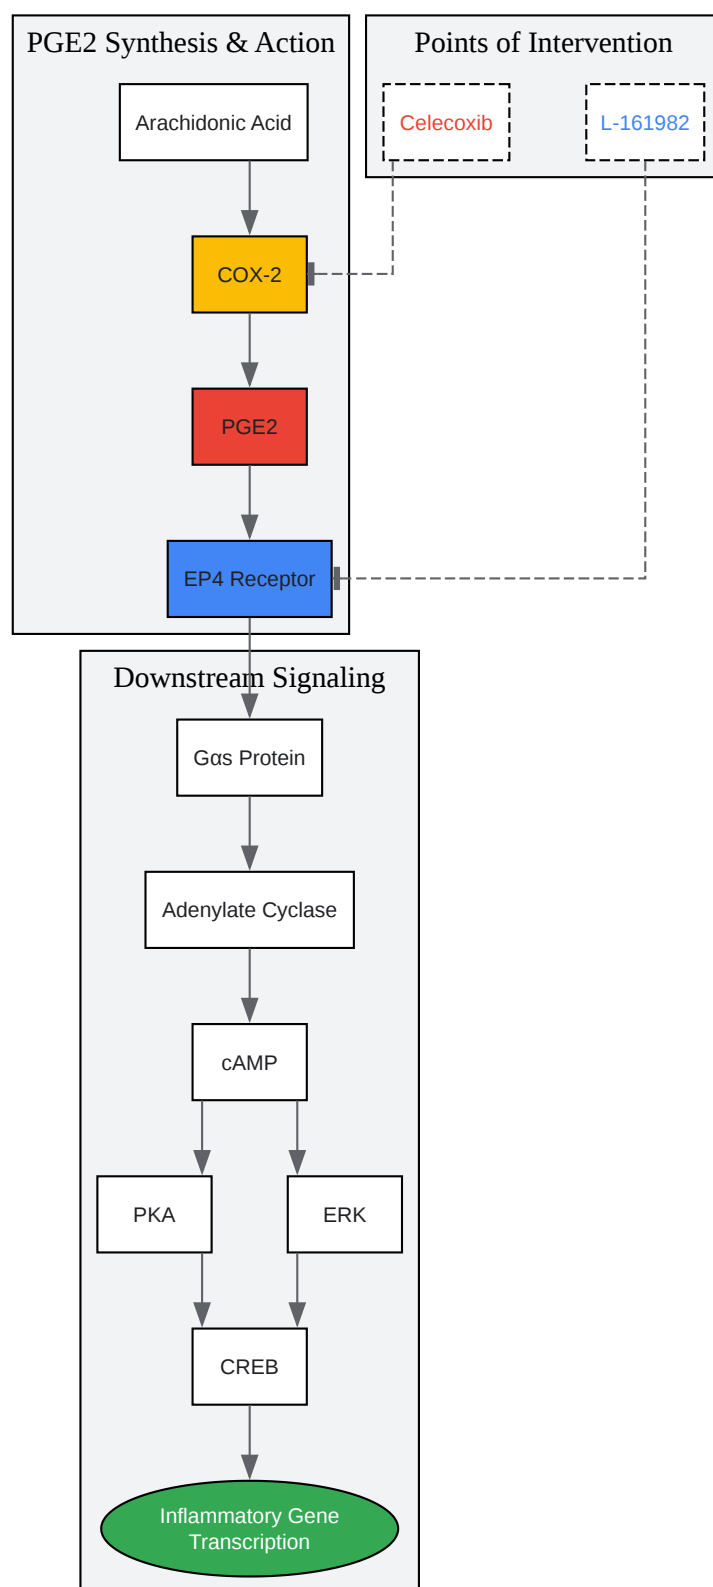 PGE2 Synthesis & Action
Points of Intervention
Arachidonic Acid
Celecoxib
L-161982
COX-2
PGE2
EP4 Receptor
Downstream Signaling
Gαs Protein
Adenylate Cyclase
cAMP
PKA
ERK
CREB
Inflammatory Gene
Transcription